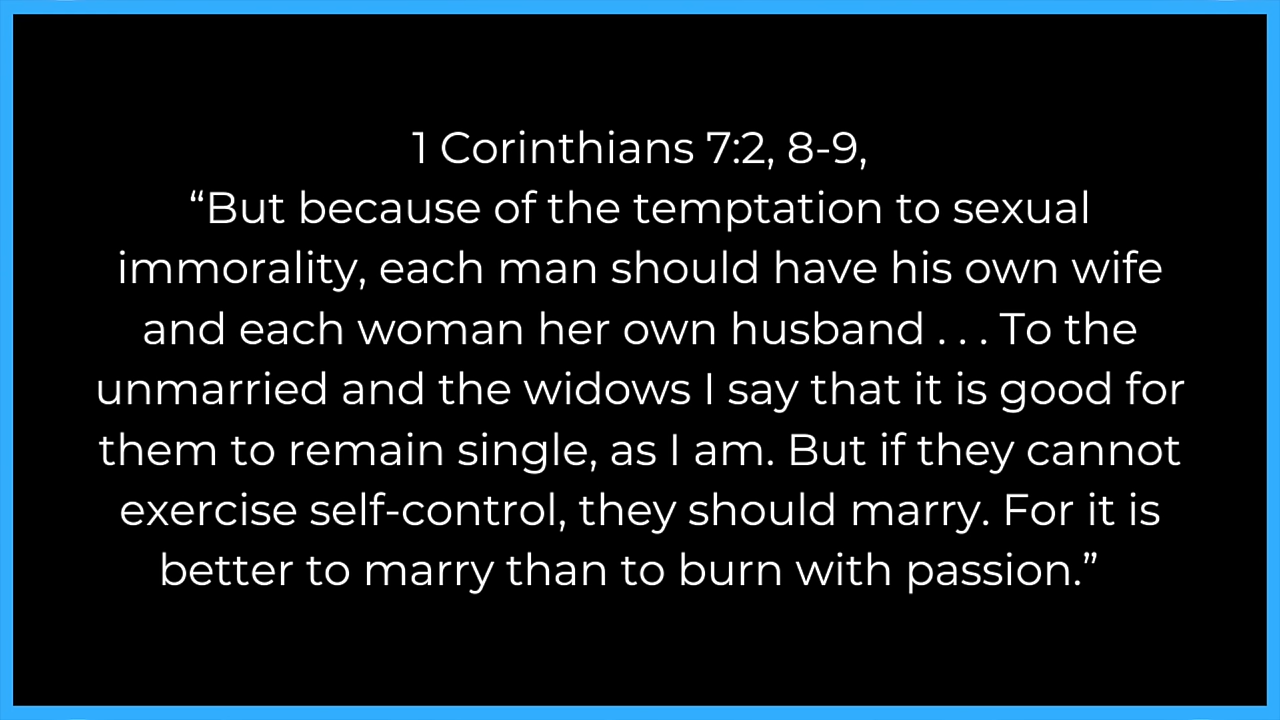 1 Corinthians 7:2, 8-9,
“But because of the temptation to sexual
immorality, each man should have his own wife
and each woman her own husband . . . To the
unmarried and the widows I say that it is good for
them to remain single, as I am. But if they cannot
exercise self-control, they should marry. For it is
better to marry than to burn with passion.”